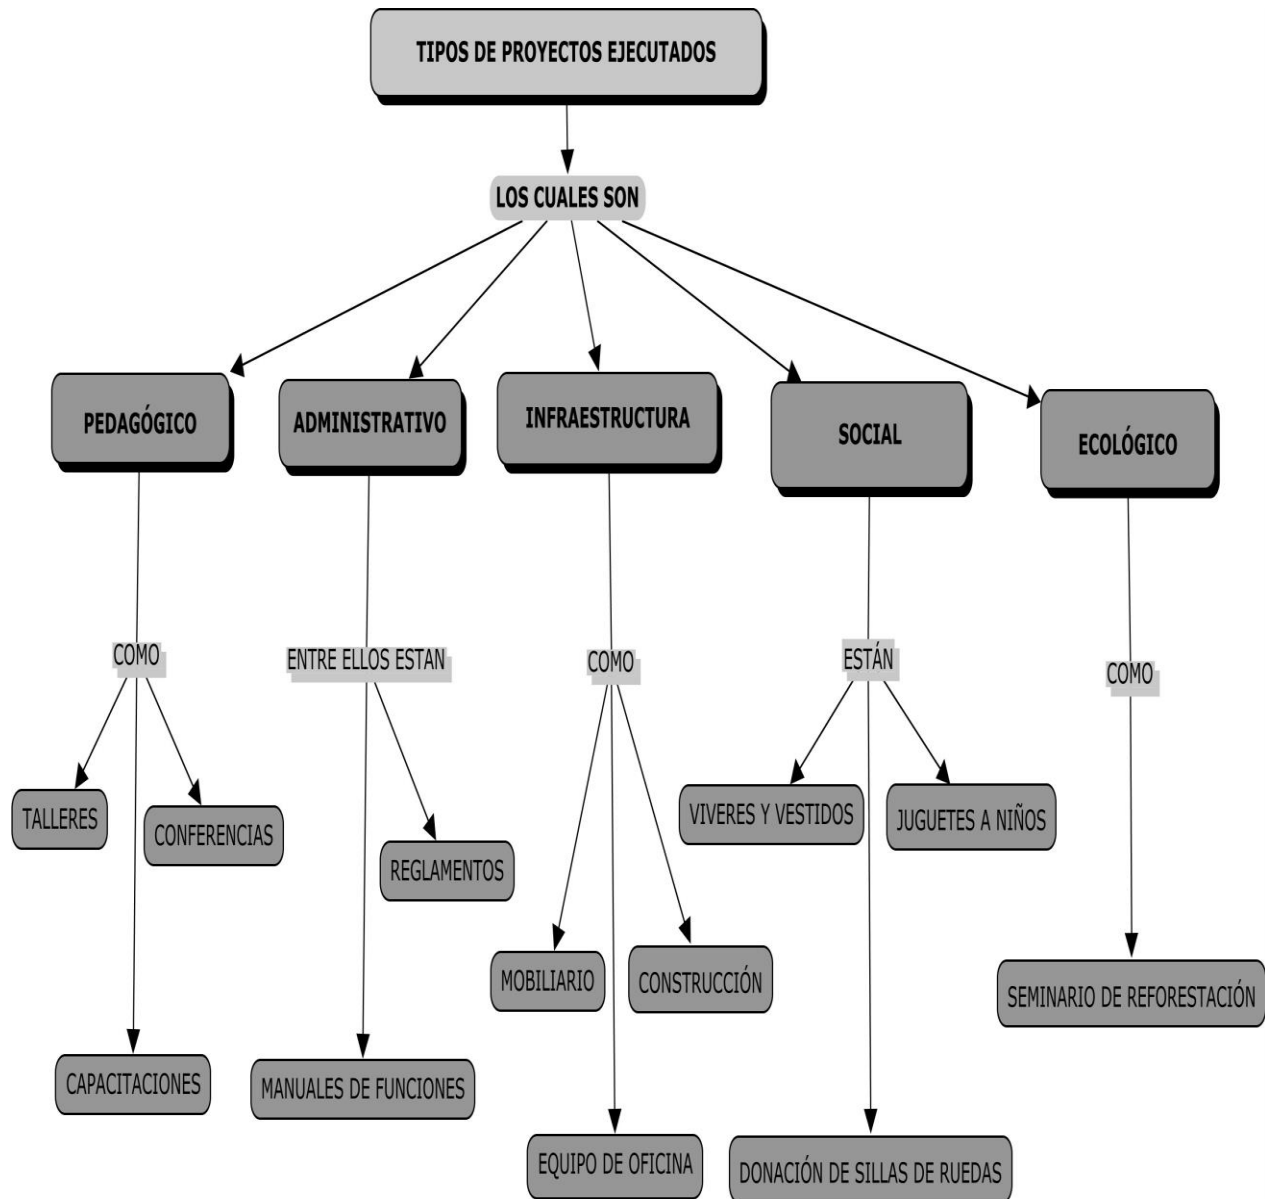 TIPOS DE PROYECTOS EJECUTADOS
LOS CUALES SON
PEDAGÓGICO
ADMINISTRATIVO
INFRAESTRUCTURA
SOCIAL
ECOLÓGICO
COMO
ENTRE ELLOS ESTAN
COMO
ESTÁN
COMO
TALLERES
CONFERENCIAS
REGLAMENTOS
VIVERES Y VESTIDOS
JUGUETES A NIÑOS
MOBILIARIO
CONSTRUCCIÓN
SEMINARIO DE REFORESTACIÓN
CAPACITACIONES
MANUALES DE FUNCIONES
EQUIPO DE OFICINA
DONACIÓN DE SILLAS DE RUEDAS